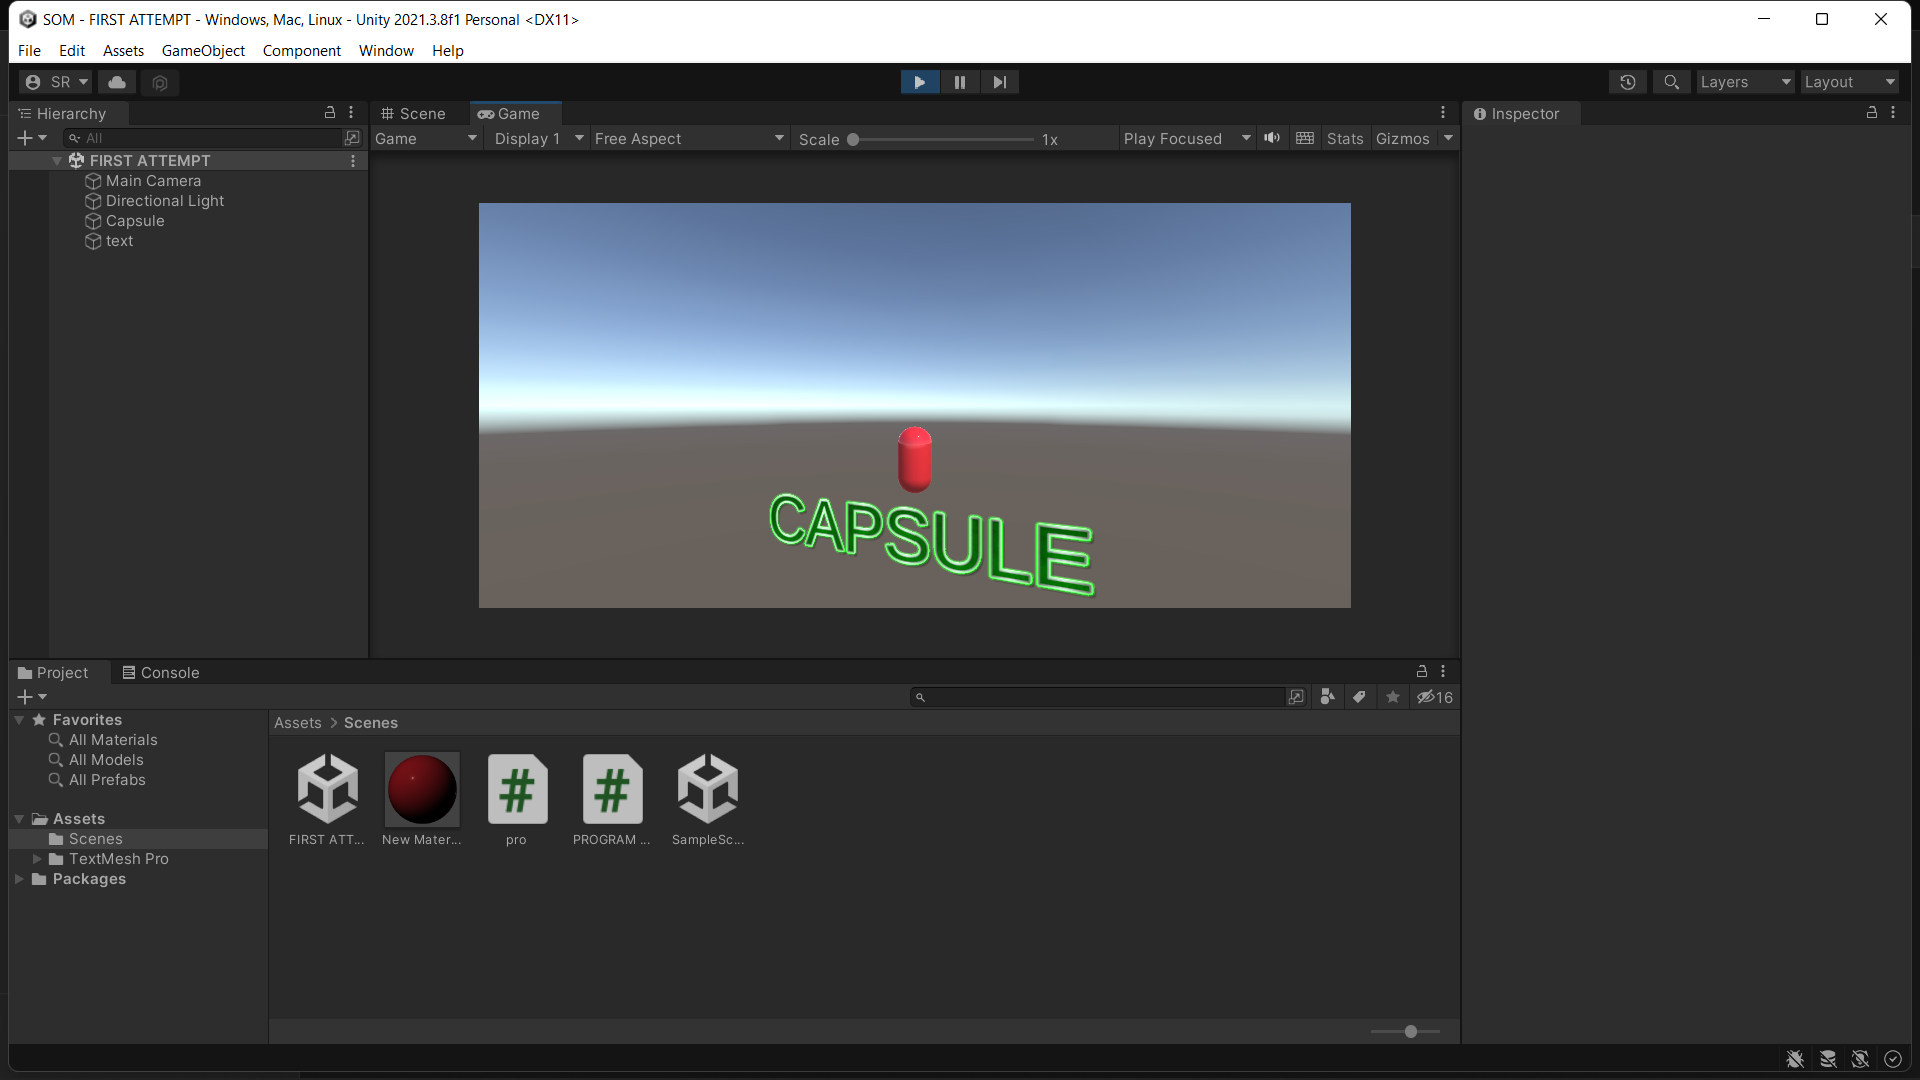 SOM - FIRST ATTEMPT - Windows, Mac, Linux - Unity 2021.3.8f1 Personal <DX11>
File Edit Assets GameObject Component Window Help
SR Layers Layout
Hierarchy
All
FIRST ATTEMPT
Main Camera
Directional Light
Capsule
text
Scene Game
Game Display 1 Free Aspect Scale 1x Play Focused Stats Gizmos
CAPSULE
Inspector
Project Console
16
Favorites
All Materials
All Models
All Prefabs
Assets
Scenes
TextMesh Pro
Packages
Assets > Scenes
FIRST ATT... New Mater... pro PROGRAM ... SampleSc...